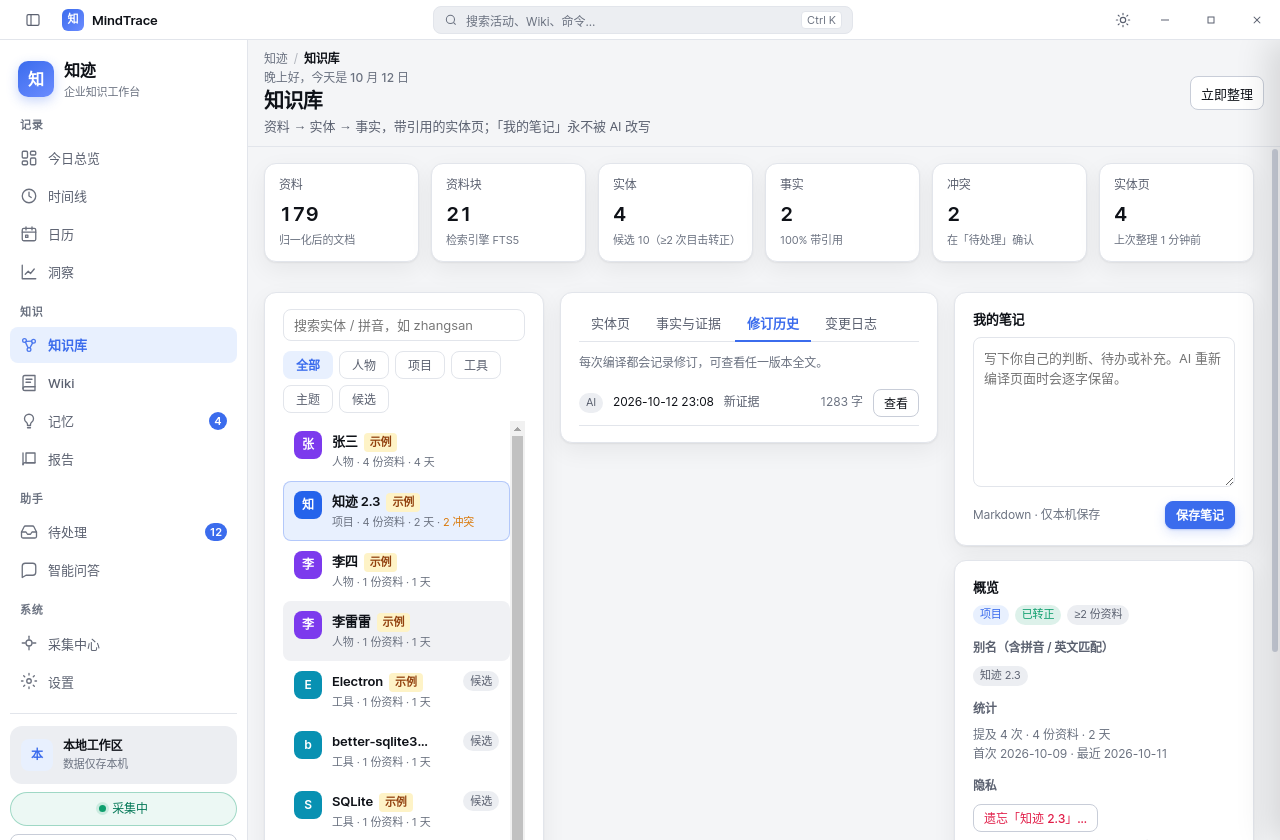 知 MindTrace
搜索活动、Wiki、命令… Ctrl K
知 知迹
企业知识工作台
记录
今日总览
时间线
日历
洞察
知识
知识库
Wiki
记忆 4
报告
助手
待处理 12
智能问答
系统
采集中心
设置
本 本地工作区
数据仅存本机
采集中
知迹 / 知识库
晚上好，今天是 10 月 12 日
知识库
资料 → 实体 → 事实，带引用的实体页；「我的笔记」永不被 AI 改写
立即整理
资料
179
归一化后的文档
资料块
21
检索引擎 FTS5
实体
4
候选 10（≥2 次目击转正）
事实
2
100% 带引用
冲突
2
在「待处理」确认
实体页
4
上次整理 1 分钟前
搜索实体 / 拼音，如 zhangsan
全部 人物 项目 工具
主题 候选
张 张三 示例
人物 · 4 份资料 · 4 天
知 知迹 2.3 示例
项目 · 4 份资料 · 2 天 · 2 冲突
李 李四 示例
人物 · 1 份资料 · 1 天
李 李雷雷 示例
人物 · 1 份资料 · 1 天
E Electron 示例 候选
工具 · 1 份资料 · 1 天
b better-sqlite3... 候选
工具 · 1 份资料 · 1 天
S SQLite 示例 候选
工具 · 1 份资料 · 1 天
实体页 事实与证据 修订历史 变更日志
每次编译都会记录修订，可查看任一版本全文。
AI 2026-10-12 23:08 新证据 1283 字 查看
我的笔记
写下你自己的判断、待办或补充。AI 重新
编译页面时会逐字保留。
Markdown · 仅本机保存 保存笔记
概览
项目 已转正 ≥2 份资料
别名（含拼音 / 英文匹配）
知迹 2.3
统计
提及 4 次 · 4 份资料 · 2 天
首次 2026-10-09 · 最近 2026-10-11
隐私
遗忘「知迹 2.3」…